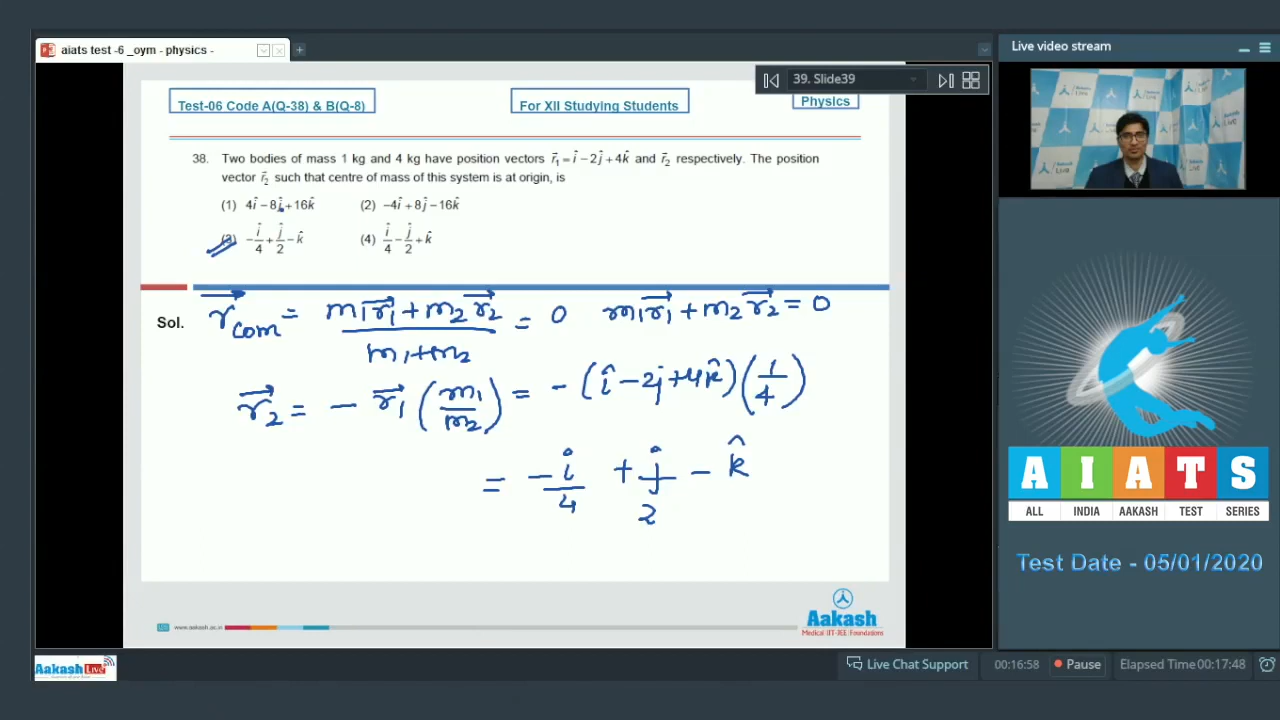 aiats test -6 _oym - physics -
Live video stream
39. Slide39
Test-06 Code A(Q-38) & B(Q-8)
For XII Studying Students
Physics
38. Two bodies of mass 1 kg and 4 kg have position vectors r⃗₁ = î − 2ĵ + 4k̂ and r⃗₂ respectively. The position
vector r⃗₂ such that centre of mass of this system is at origin, is
(1) 4î − 8ĵ + 16k̂ (2) −4î + 8ĵ − 16k̂
(3) −î/4 + ĵ/2 − k̂ (4) î/4 − ĵ/2 + k̂
Sol. r⃗com = (m₁r⃗₁ + m₂r⃗₂)/(m₁+m₂) = 0 m₁r⃗₁ + m₂r⃗₂ = 0
r⃗₂ = − r⃗₁ (m₁/m₂) = − (î − 2j + 4k̂)(1/4)
= −i/4 + j/2 − k̂
www.aakash.ac.in
Aakash
Medical|IIT-JEE|Foundations
Aakash Live
A I A T S
ALL INDIA AAKASH TEST SERIES
Test Date - 05/01/2020
Live Chat Support
00:16:58
Pause
Elapsed Time 00:17:48